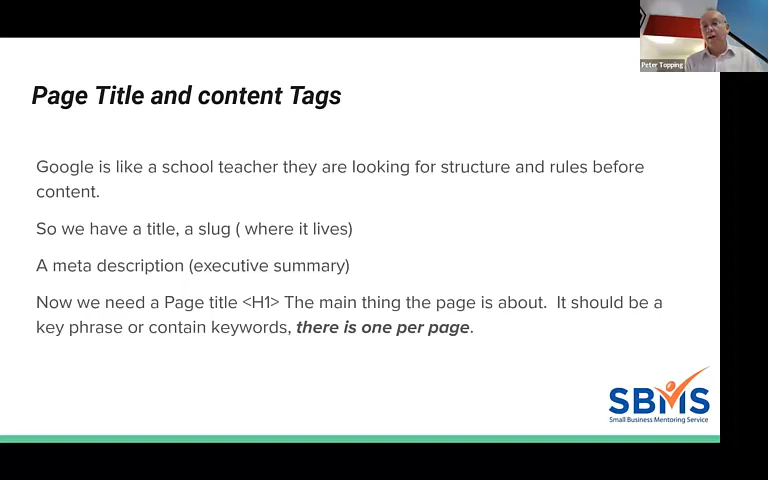 Peter Topping
Page Title and content Tags
Google is like a school teacher they are looking for structure and rules before
content.
So we have a title, a slug ( where it lives)
A meta description (executive summary)
Now we need a Page title <H1> The main thing the page is about.  It should be a
key phrase or contain keywords, there is one per page.
SBMS
Small Business Mentoring Service